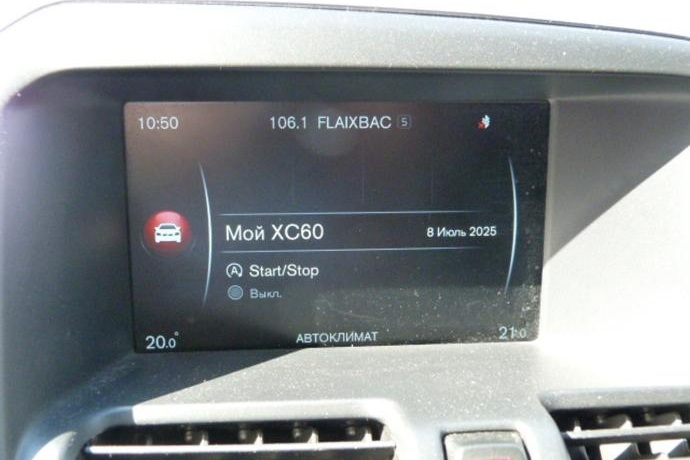 10:50 106.1 FLAIXBAC 5
Мой XC60 8 Июль 2025
Start/Stop
Выкл.
20.0° АВТОКЛИМАТ 21.0